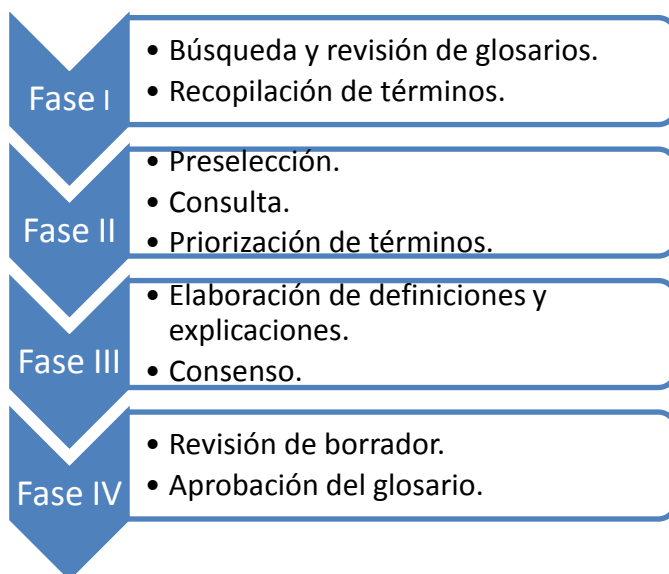 Fase I
• Búsqueda y revisión de glosarios.
• Recopilación de términos.
Fase II
• Preselección.
• Consulta.
• Priorización de términos.
Fase III
• Elaboración de definiciones y
explicaciones.
• Consenso.
Fase IV
• Revisión de borrador.
• Aprobación del glosario.